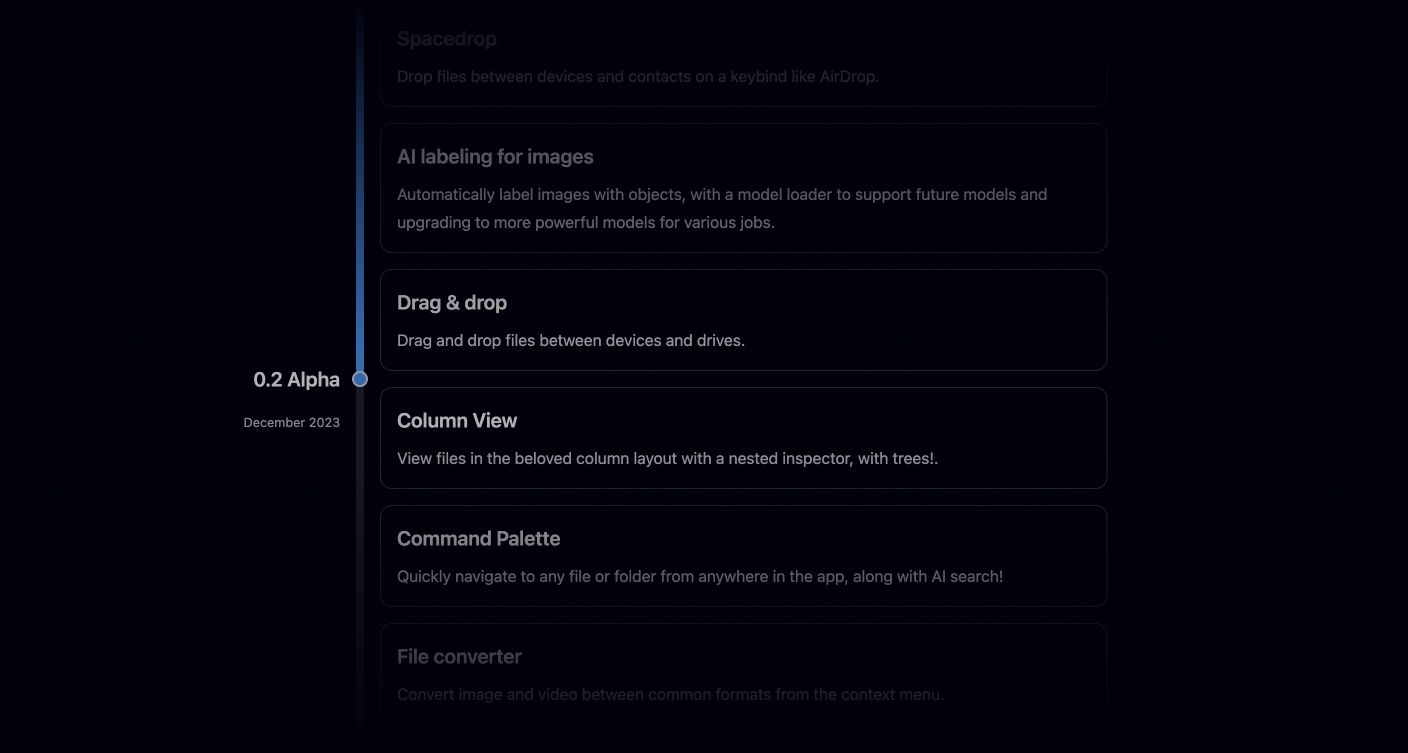 Spacedrop
Drop files between devices and contacts on a keybind like AirDrop.
AI labeling for images
Automatically label images with objects, with a model loader to support future models and
upgrading to more powerful models for various jobs.
Drag & drop
Drag and drop files between devices and drives.
0.2 Alpha
December 2023
Column View
View files in the beloved column layout with a nested inspector, with trees!.
Command Palette
Quickly navigate to any file or folder from anywhere in the app, along with AI search!
File converter
Convert image and video between common formats from the context menu.